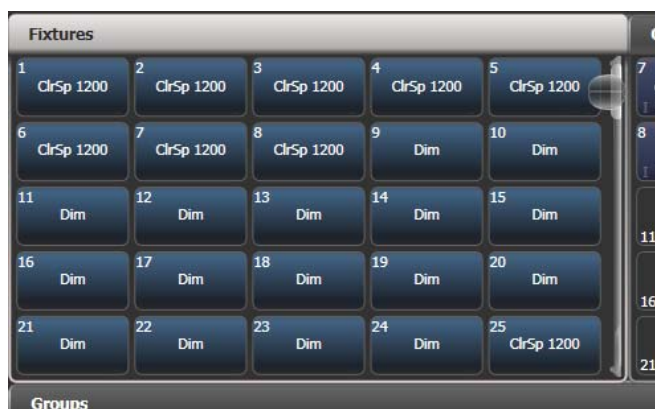 Fixtures
1 2 3 4 5 7
ClrSp 1200 ClrSp 1200 ClrSp 1200 ClrSp 1200 ClrSp 1200
6 7 8 9 10 8
ClrSp 1200 ClrSp 1200 ClrSp 1200 Dim Dim
11 12 13 14 15
Dim Dim Dim Dim Dim
11
16 17 18 19 20
Dim Dim Dim Dim Dim
16
21 22 23 24 25
Dim Dim Dim Dim ClrSp 1200
21
Groups